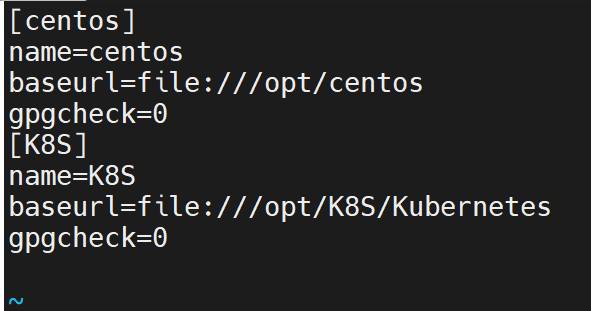 [centos]
name=centos
baseurl=file:///opt/centos
gpgcheck=0
[K8S]
name=K8S
baseurl=file:///opt/K8S/Kubernetes
gpgcheck=0
~